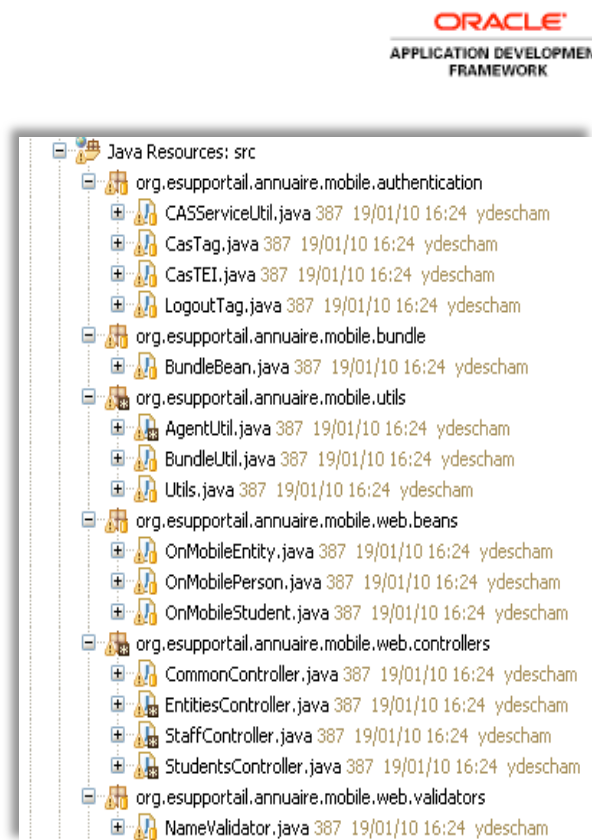 ORACLE
APPLICATION DEVELOPMEN
FRAMEWORK
Java Resources: src
org.esupportail.annuaire.mobile.authentication
CASServiceUtil.java 387 19/01/10 16:24 ydescham
CasTag.java 387 19/01/10 16:24 ydescham
CasTEI.java 387 19/01/10 16:24 ydescham
LogoutTag.java 387 19/01/10 16:24 ydescham
org.esupportail.annuaire.mobile.bundle
BundleBean.java 387 19/01/10 16:24 ydescham
org.esupportail.annuaire.mobile.utils
AgentUtil.java 387 19/01/10 16:24 ydescham
BundleUtil.java 387 19/01/10 16:24 ydescham
Utils.java 387 19/01/10 16:24 ydescham
org.esupportail.annuaire.mobile.web.beans
OnMobileEntity.java 387 19/01/10 16:24 ydescham
OnMobilePerson.java 387 19/01/10 16:24 ydescham
OnMobileStudent.java 387 19/01/10 16:24 ydescham
org.esupportail.annuaire.mobile.web.controllers
CommonController.java 387 19/01/10 16:24 ydescham
EntitiesController.java 387 19/01/10 16:24 ydescham
StaffController.java 387 19/01/10 16:24 ydescham
StudentsController.java 387 19/01/10 16:24 ydescham
org.esupportail.annuaire.mobile.web.validators
NameValidator.java 387 19/01/10 16:24 ydescham